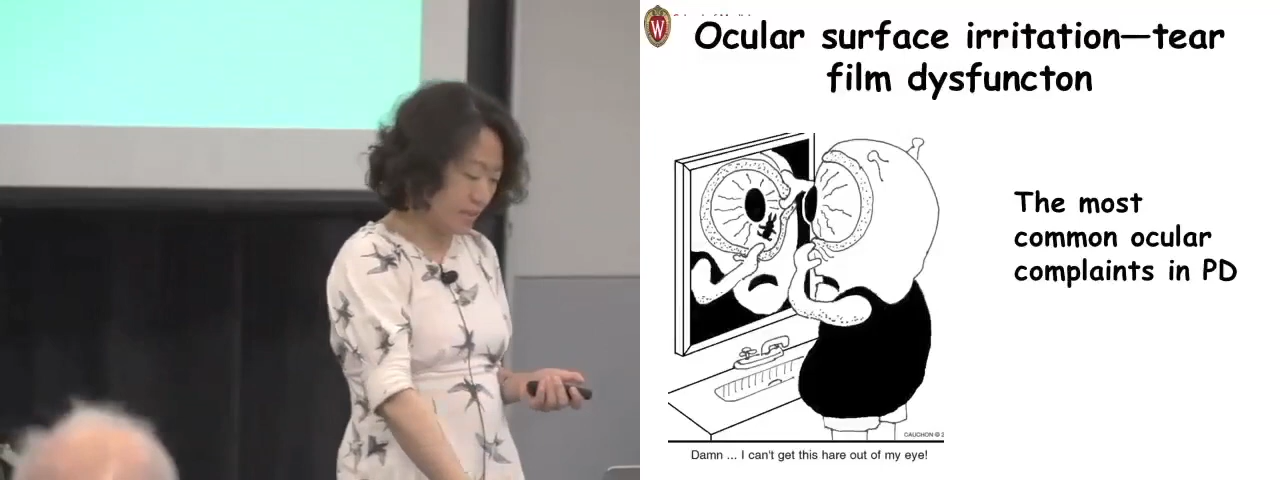 W
Ocular surface irritation—tear
film dysfuncton
The most
common ocular
complaints in PD
Damn ... I can't get this hare out of my eye!